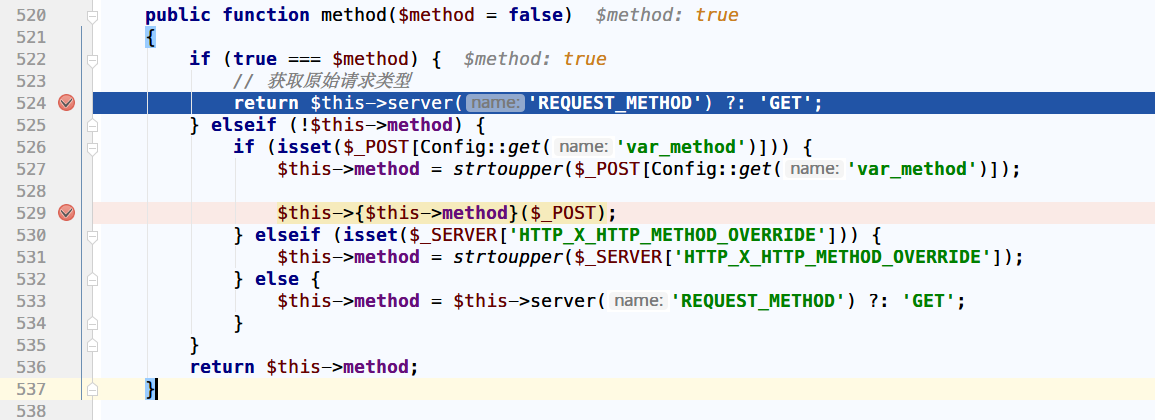 520 public function method($method = false) $method: true
521 {
522 if (true === $method) { $method: true
523 // 获取原始请求类型
524 return $this->server( name: 'REQUEST_METHOD') ?: 'GET';
525 } elseif (!$this->method) {
526 if (isset($_POST[Config::get( name: 'var_method')])) {
527 $this->method = strtoupper($_POST[Config::get( name: 'var_method')]);
528
529 $this->{$this->method}($_POST);
530 } elseif (isset($_SERVER['HTTP_X_HTTP_METHOD_OVERRIDE'])) {
531 $this->method = strtoupper($_SERVER['HTTP_X_HTTP_METHOD_OVERRIDE']);
532 } else {
533 $this->method = $this->server( name: 'REQUEST_METHOD') ?: 'GET';
534 }
535 }
536 return $this->method;
537 }
538